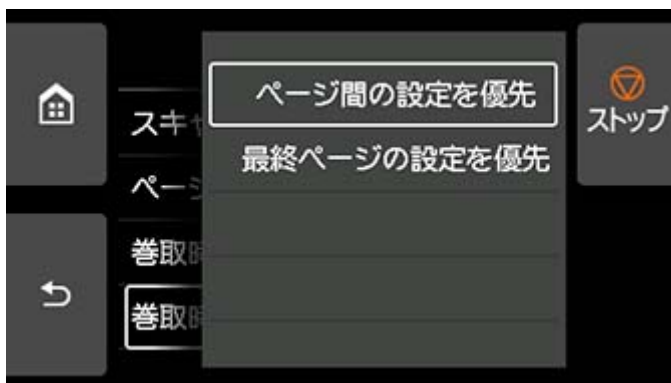 ページ間の設定を優先
最終ページの設定を優先
ストップ
スキ
ペー
巻取
巻取